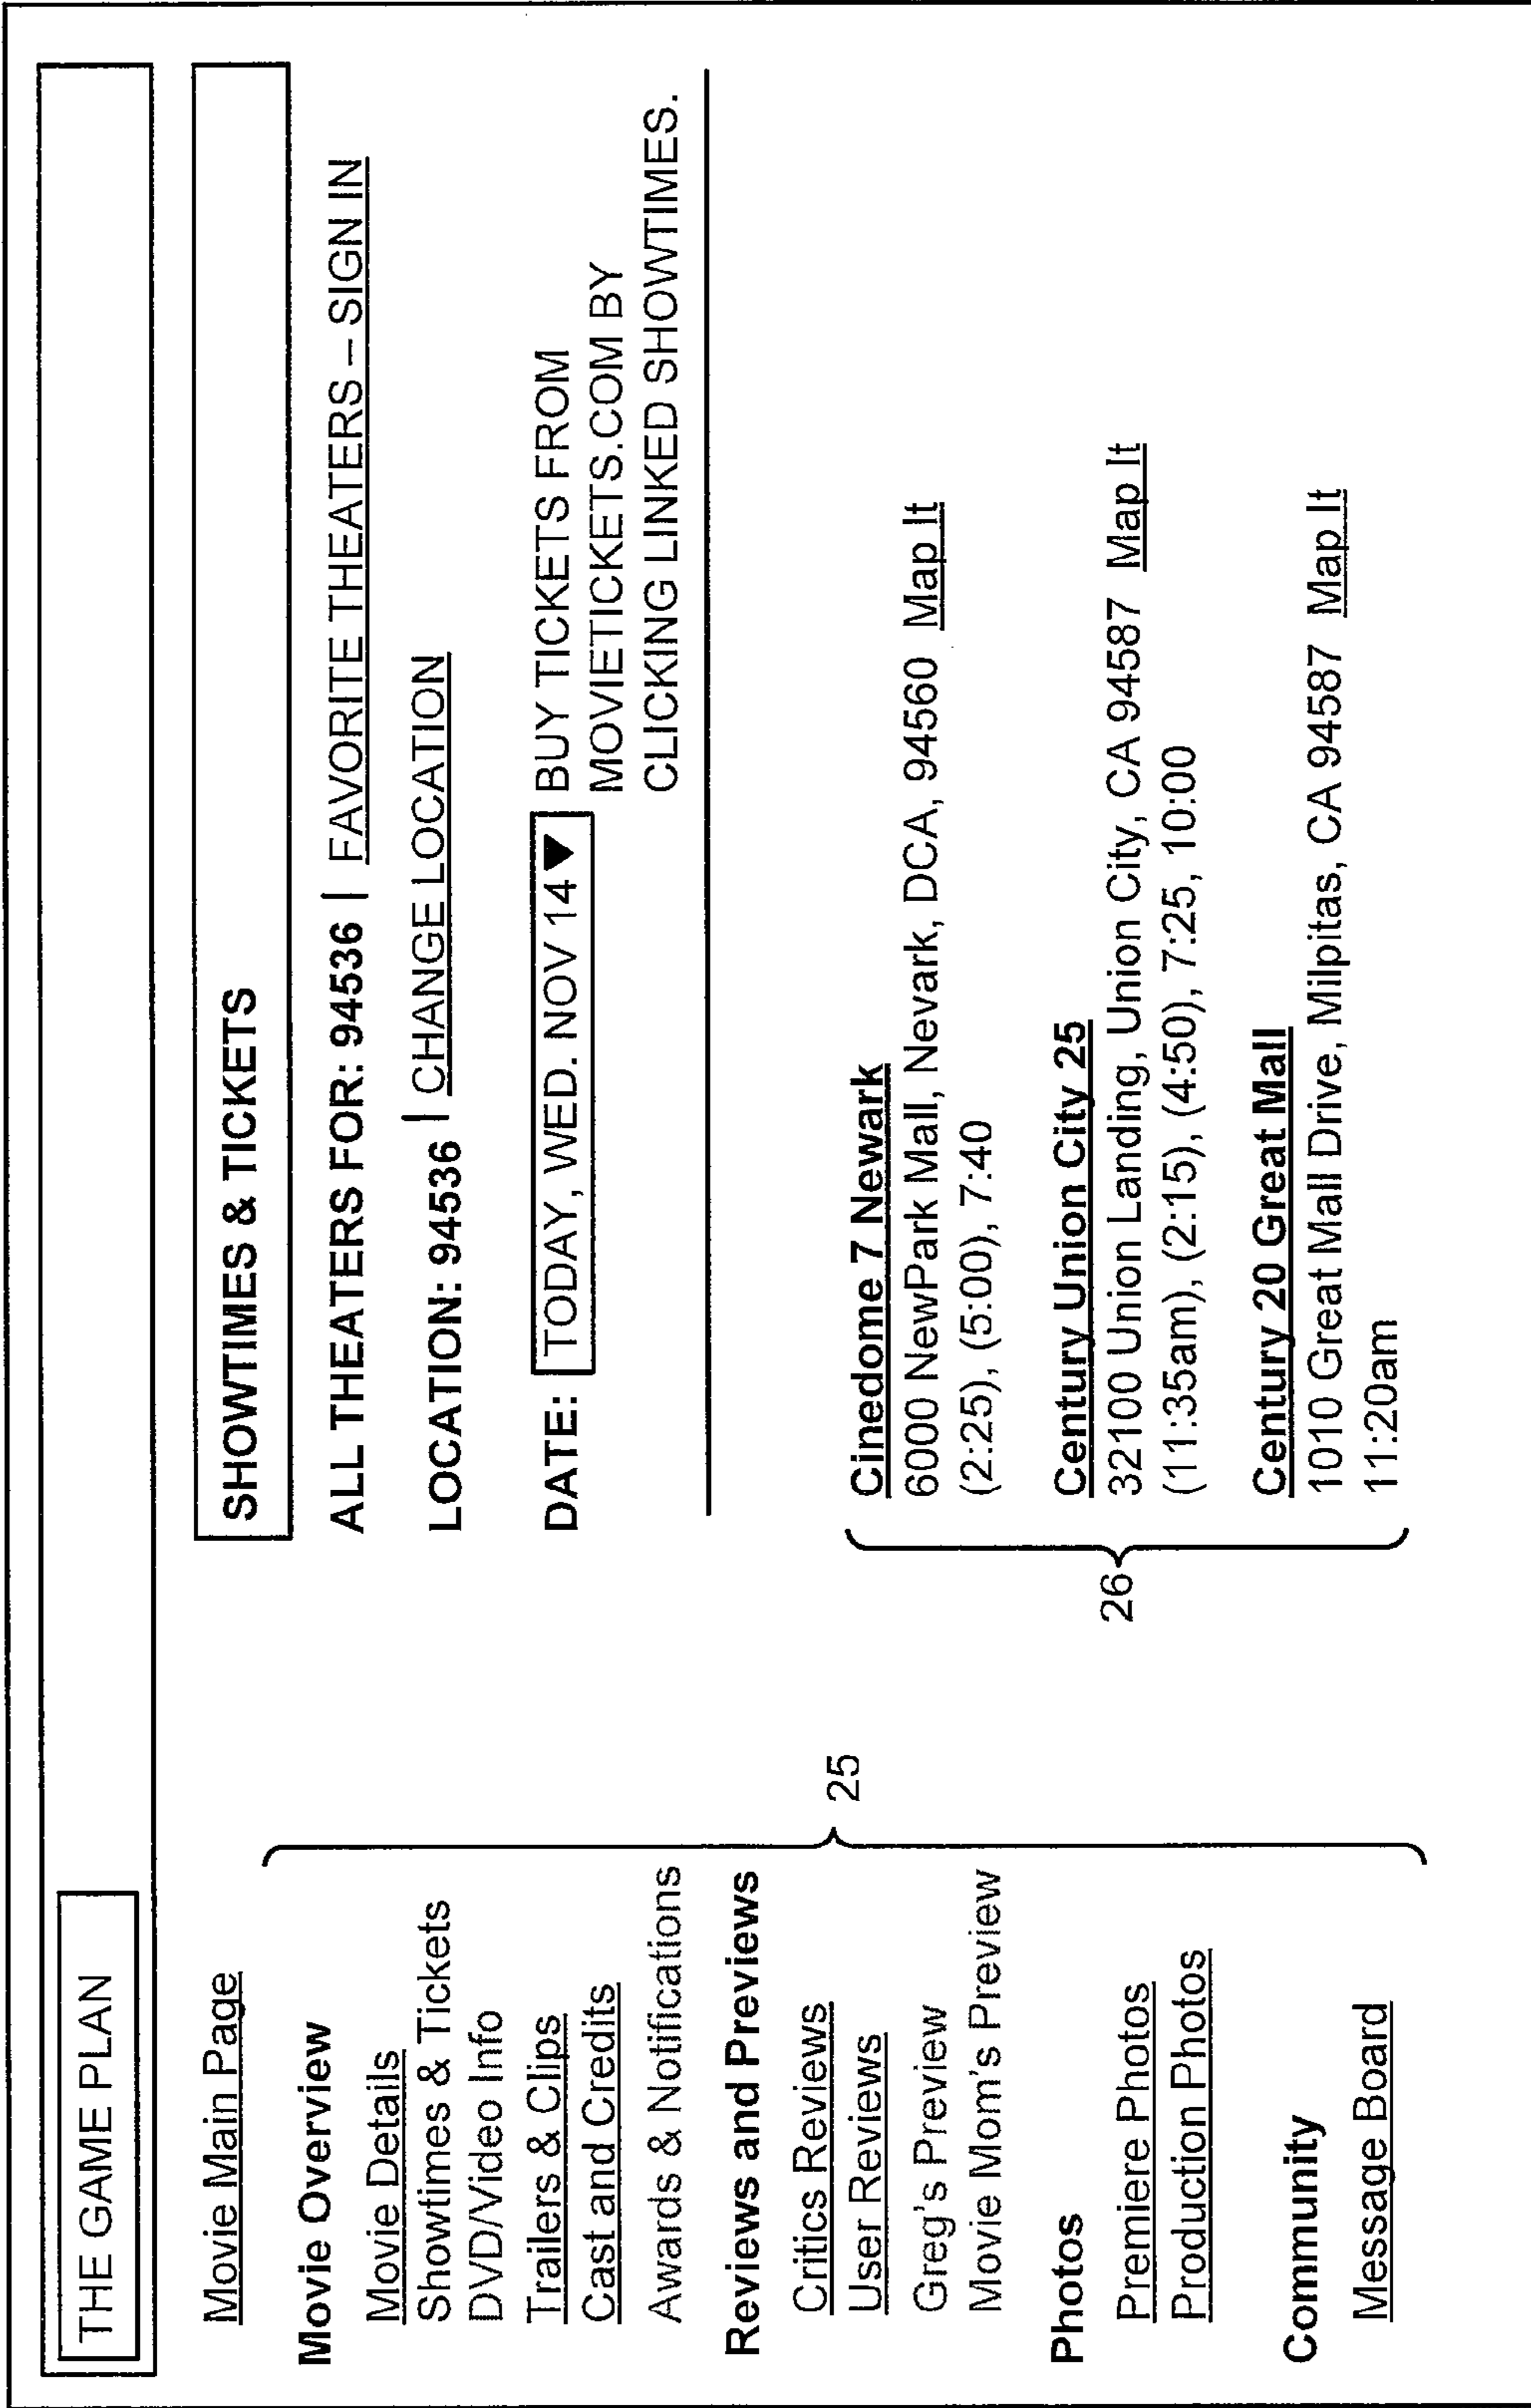 THE GAME PLAN
Movie Main Page
Movie Overview
Movie Details
Showtimes & Tickets
DVD/Video Info
Trailers & Clips
Cast and Credits
Awards & Notifications
Reviews and Previews
Critics Reviews
User Reviews
Greg's Preview
Movie Mom's Preview
Photos
Premiere Photos
Production Photos
Community
Message Board
25
SHOWTIMES & TICKETS
ALL THEATERS FOR: 94536 | FAVORITE THEATERS – SIGN IN
LOCATION: 94536 | CHANGE LOCATION
DATE: TODAY, WED. NOV 14 ▼ BUY TICKETS FROM
MOVIETICKETS.COM BY
CLICKING LINKED SHOWTIMES.
26
Cinedome 7 Newark
6000 NewPark Mall, Nevark, DCA, 94560 Map It
(2:25), (5:00), 7:40
Century Union City 25
32100 Union Landing, Union City, CA 94587 Map It
(11:35am), (2:15), (4:50), 7:25, 10:00
Century 20 Great Mall
1010 Great Mall Drive, Milpitas, CA 94587 Map It
11:20am